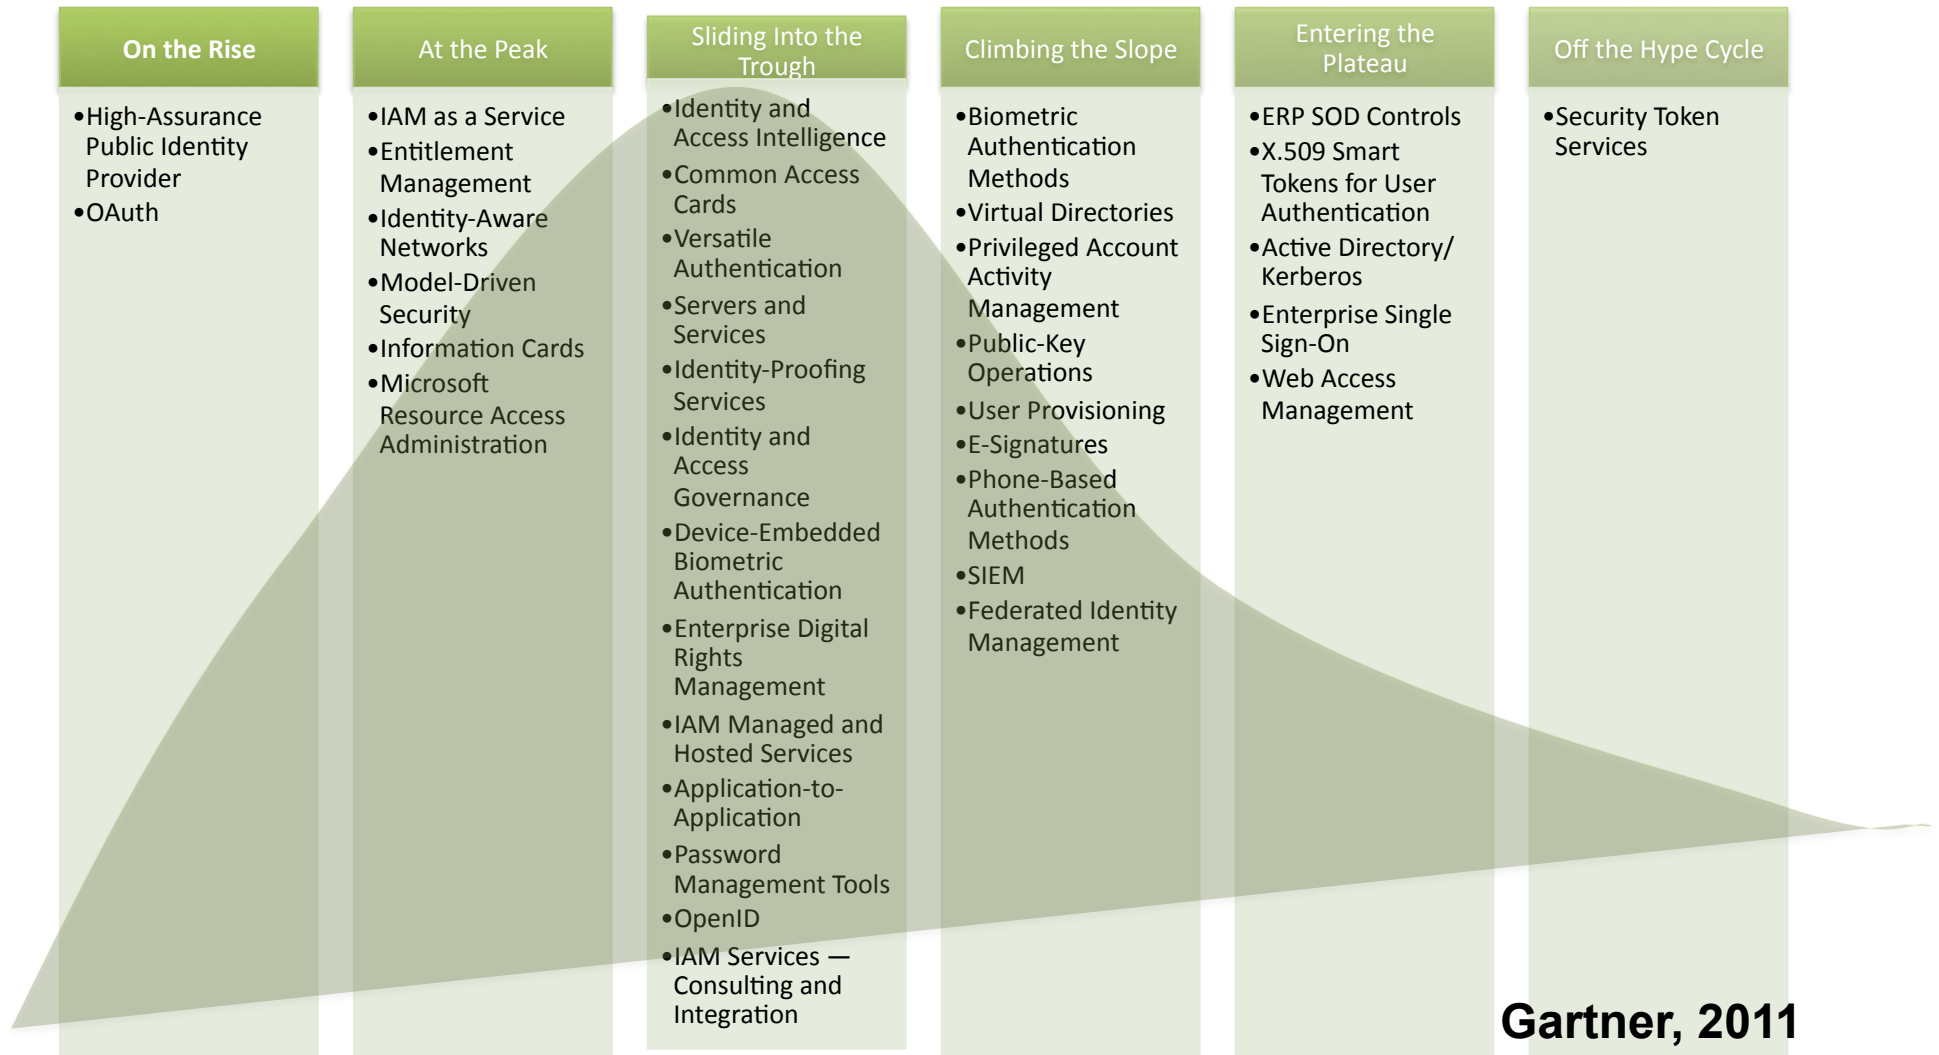 On the Rise
•High-Assurance
Public Identity
Provider
•OAuth
At the Peak
•IAM as a Service
•Entitlement
Management
•Identity-Aware
Networks
•Model-Driven
Security
•Information Cards
•Microsoft
Resource Access
Administration
Sliding Into the
Trough
•Identity and
Access Intelligence
•Common Access
Cards
•Versatile
Authentication
•Servers and
Services
•Identity-Proofing
Services
•Identity and
Access
Governance
•Device-Embedded
Biometric
Authentication
•Enterprise Digital
Rights
Management
•IAM Managed and
Hosted Services
•Application-to-
Application
•Password
Management Tools
•OpenID
•IAM Services —
Consulting and
Integration
Climbing the Slope
•Biometric
Authentication
Methods
•Virtual Directories
•Privileged Account
Activity
Management
•Public-Key
Operations
•User Provisioning
•E-Signatures
•Phone-Based
Authentication
Methods
•SIEM
•Federated Identity
Management
Entering the
Plateau
•ERP SOD Controls
•X.509 Smart
Tokens for User
Authentication
•Active Directory/
Kerberos
•Enterprise Single
Sign-On
•Web Access
Management
Off the Hype Cycle
•Security Token
Services
Gartner, 2011